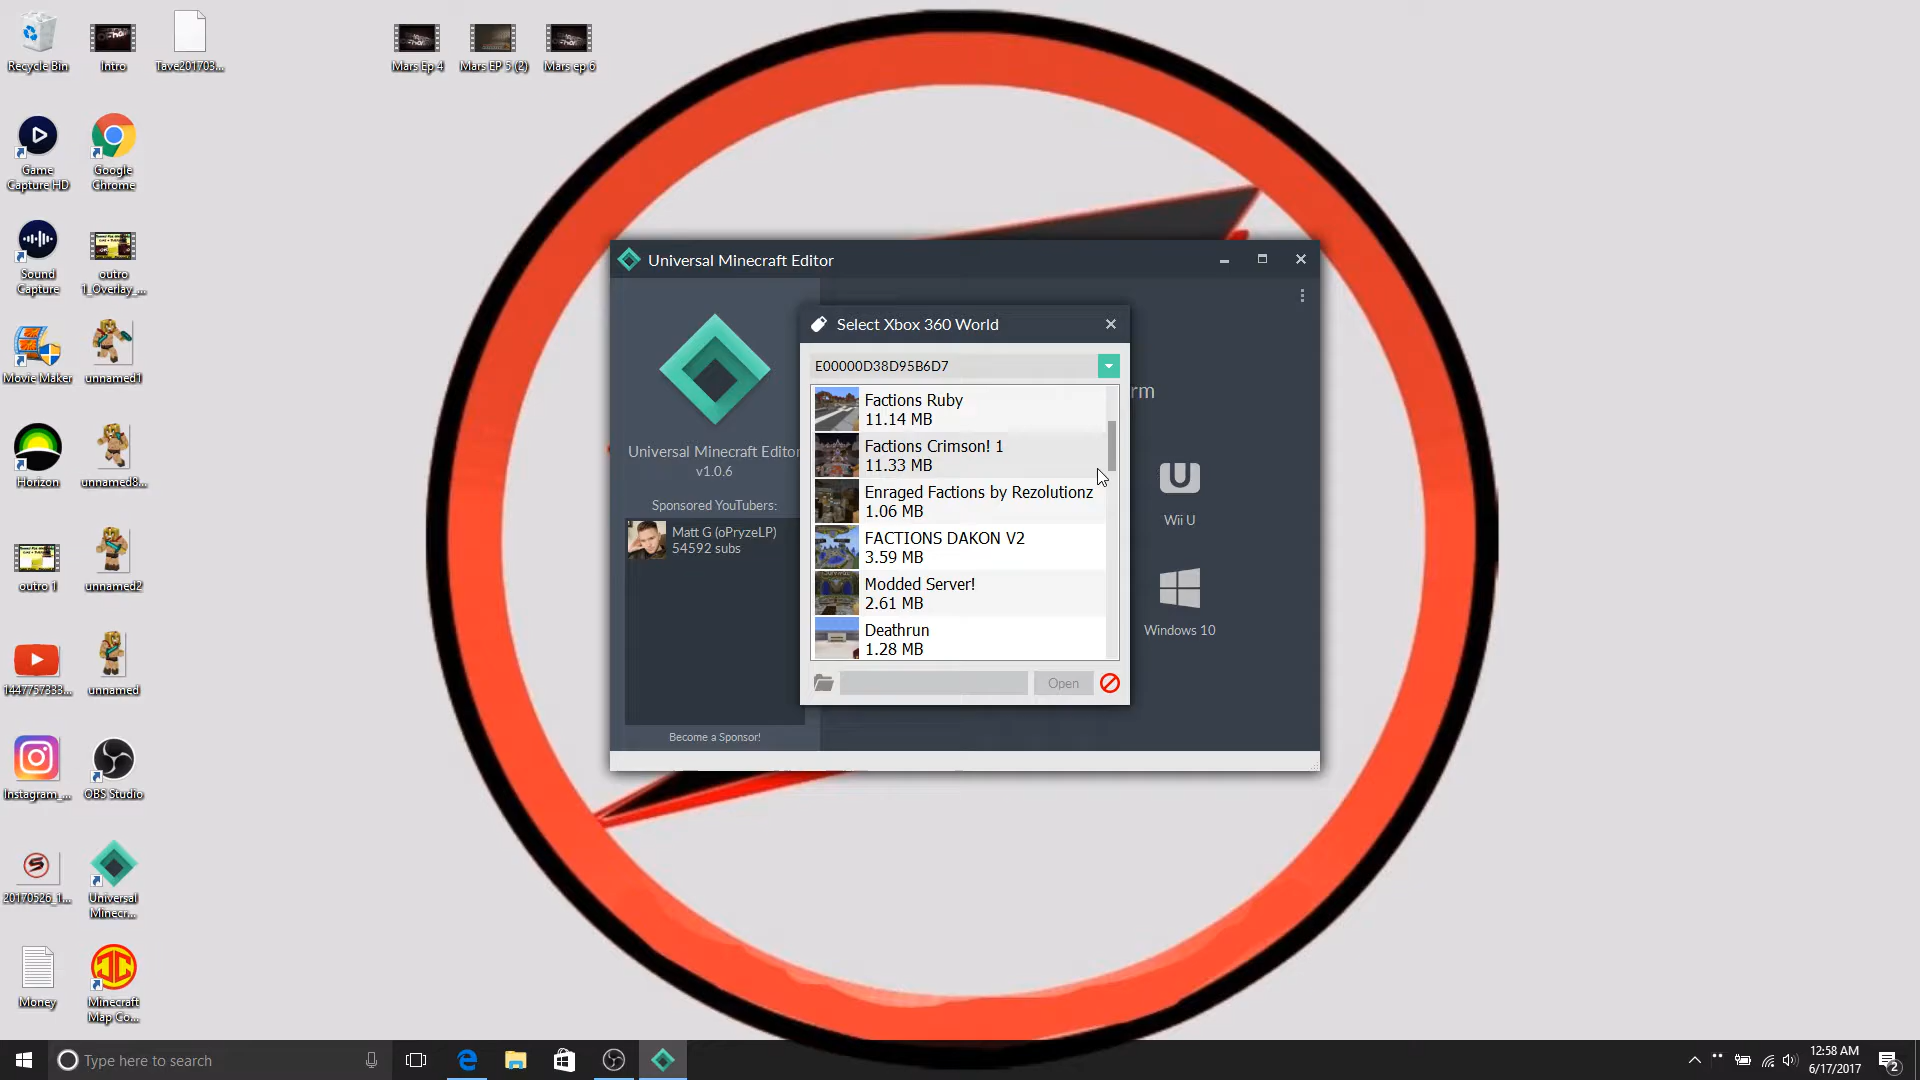 Recycle Bin
Intro
Tave201703...
Mars Ep 4
Mars EP 5 (2)
Mars ep 6
Game
Capture HD
Google
Chrome
Sound
Capture
outro
1_Overlay_...
Movie Maker
unnamed1
Horizon
unnamed8...
outro 1
unnamed2
1447757333...
unnamed
Instagram_...
OBS Studio
20170526_1...
Universal
Minecr...
Money
Minecraft
Map Co...
Universal Minecraft Editor
Universal Minecraft Editor
v1.0.6
Sponsored YouTubers:
Matt G (oPryzeLP)
54592 subs
Become a Sponsor!
Select Xbox 360 World
E00000D38D95B6D7
Factions Ruby
11.14 MB
Factions Crimson! 1
11.33 MB
Enraged Factions by Rezolutionz
1.06 MB
FACTIONS DAKON V2
3.59 MB
Modded Server!
2.61 MB
Deathrun
1.28 MB
Open
rm
Wii U
Windows 10
Type here to search
12:58 AM
6/17/2017
2